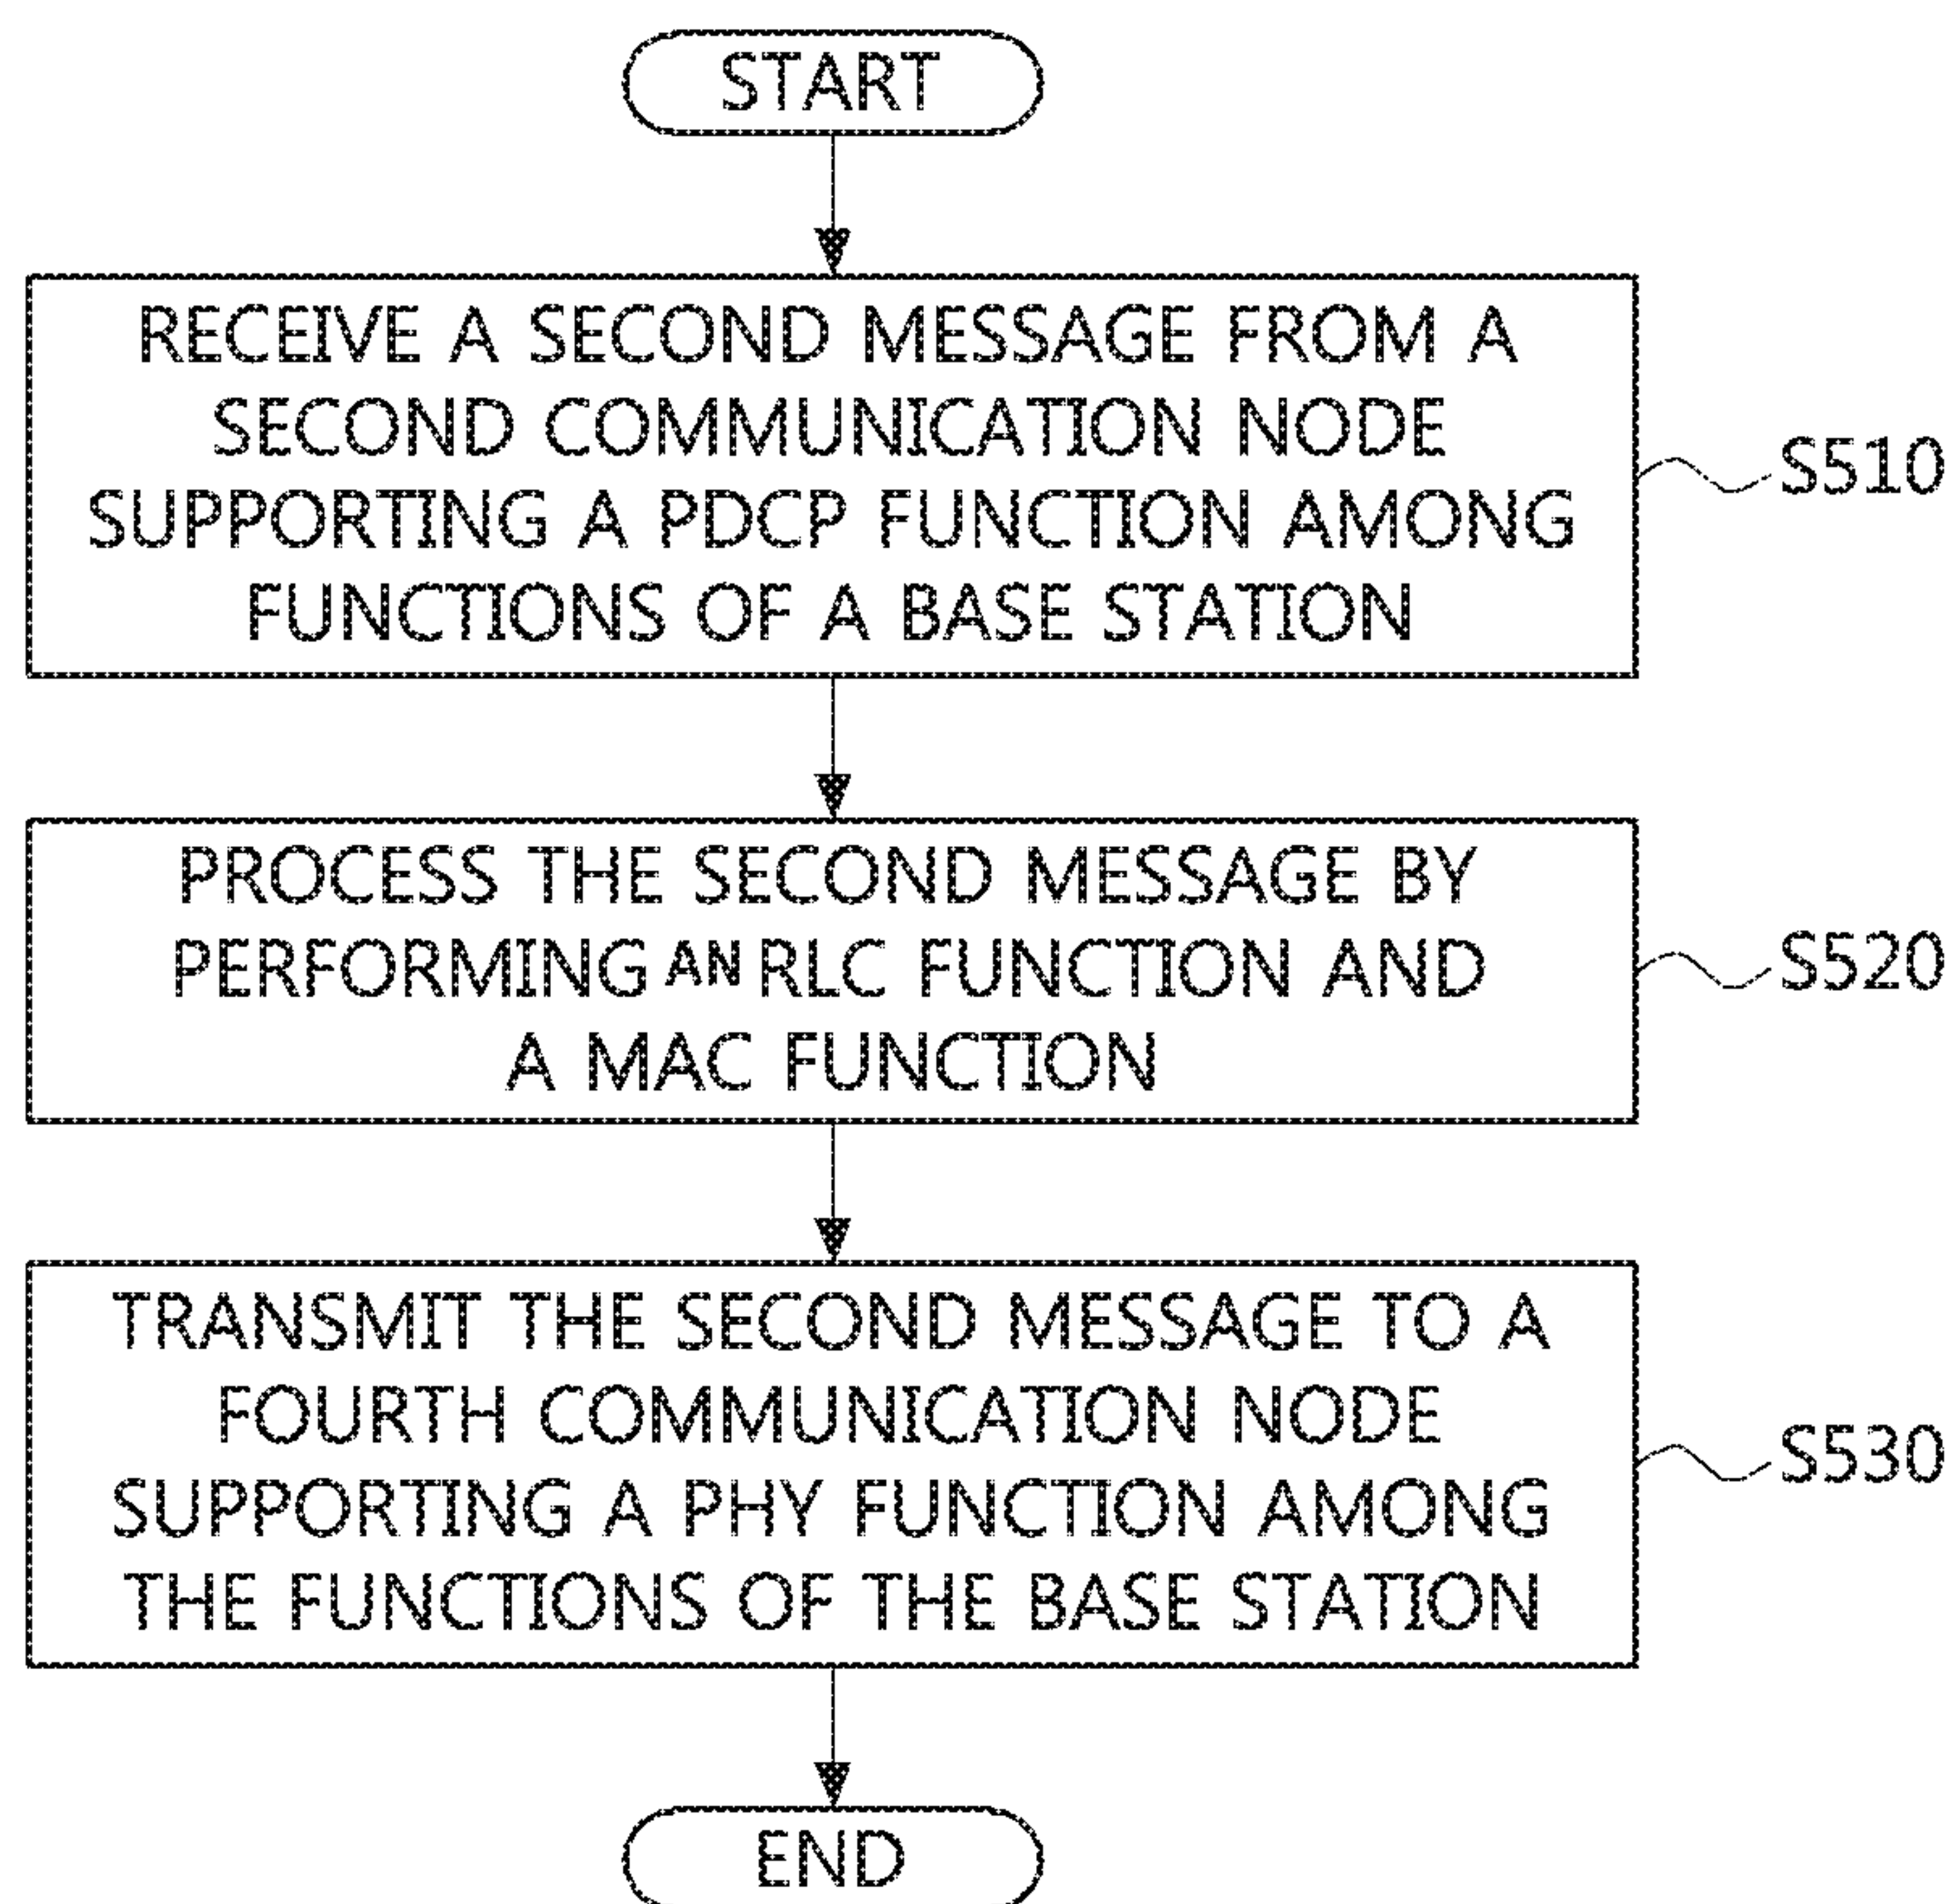 START
RECEIVE A SECOND MESSAGE FROM A
SECOND COMMUNICATION NODE
SUPPORTING A PDCP FUNCTION AMONG
FUNCTIONS OF A BASE STATION
S510
PROCESS THE SECOND MESSAGE BY
PERFORMING AN RLC FUNCTION AND
A MAC FUNCTION
S520
TRANSMIT THE SECOND MESSAGE TO A
FOURTH COMMUNICATION NODE
SUPPORTING A PHY FUNCTION AMONG
THE FUNCTIONS OF THE BASE STATION
S530
END